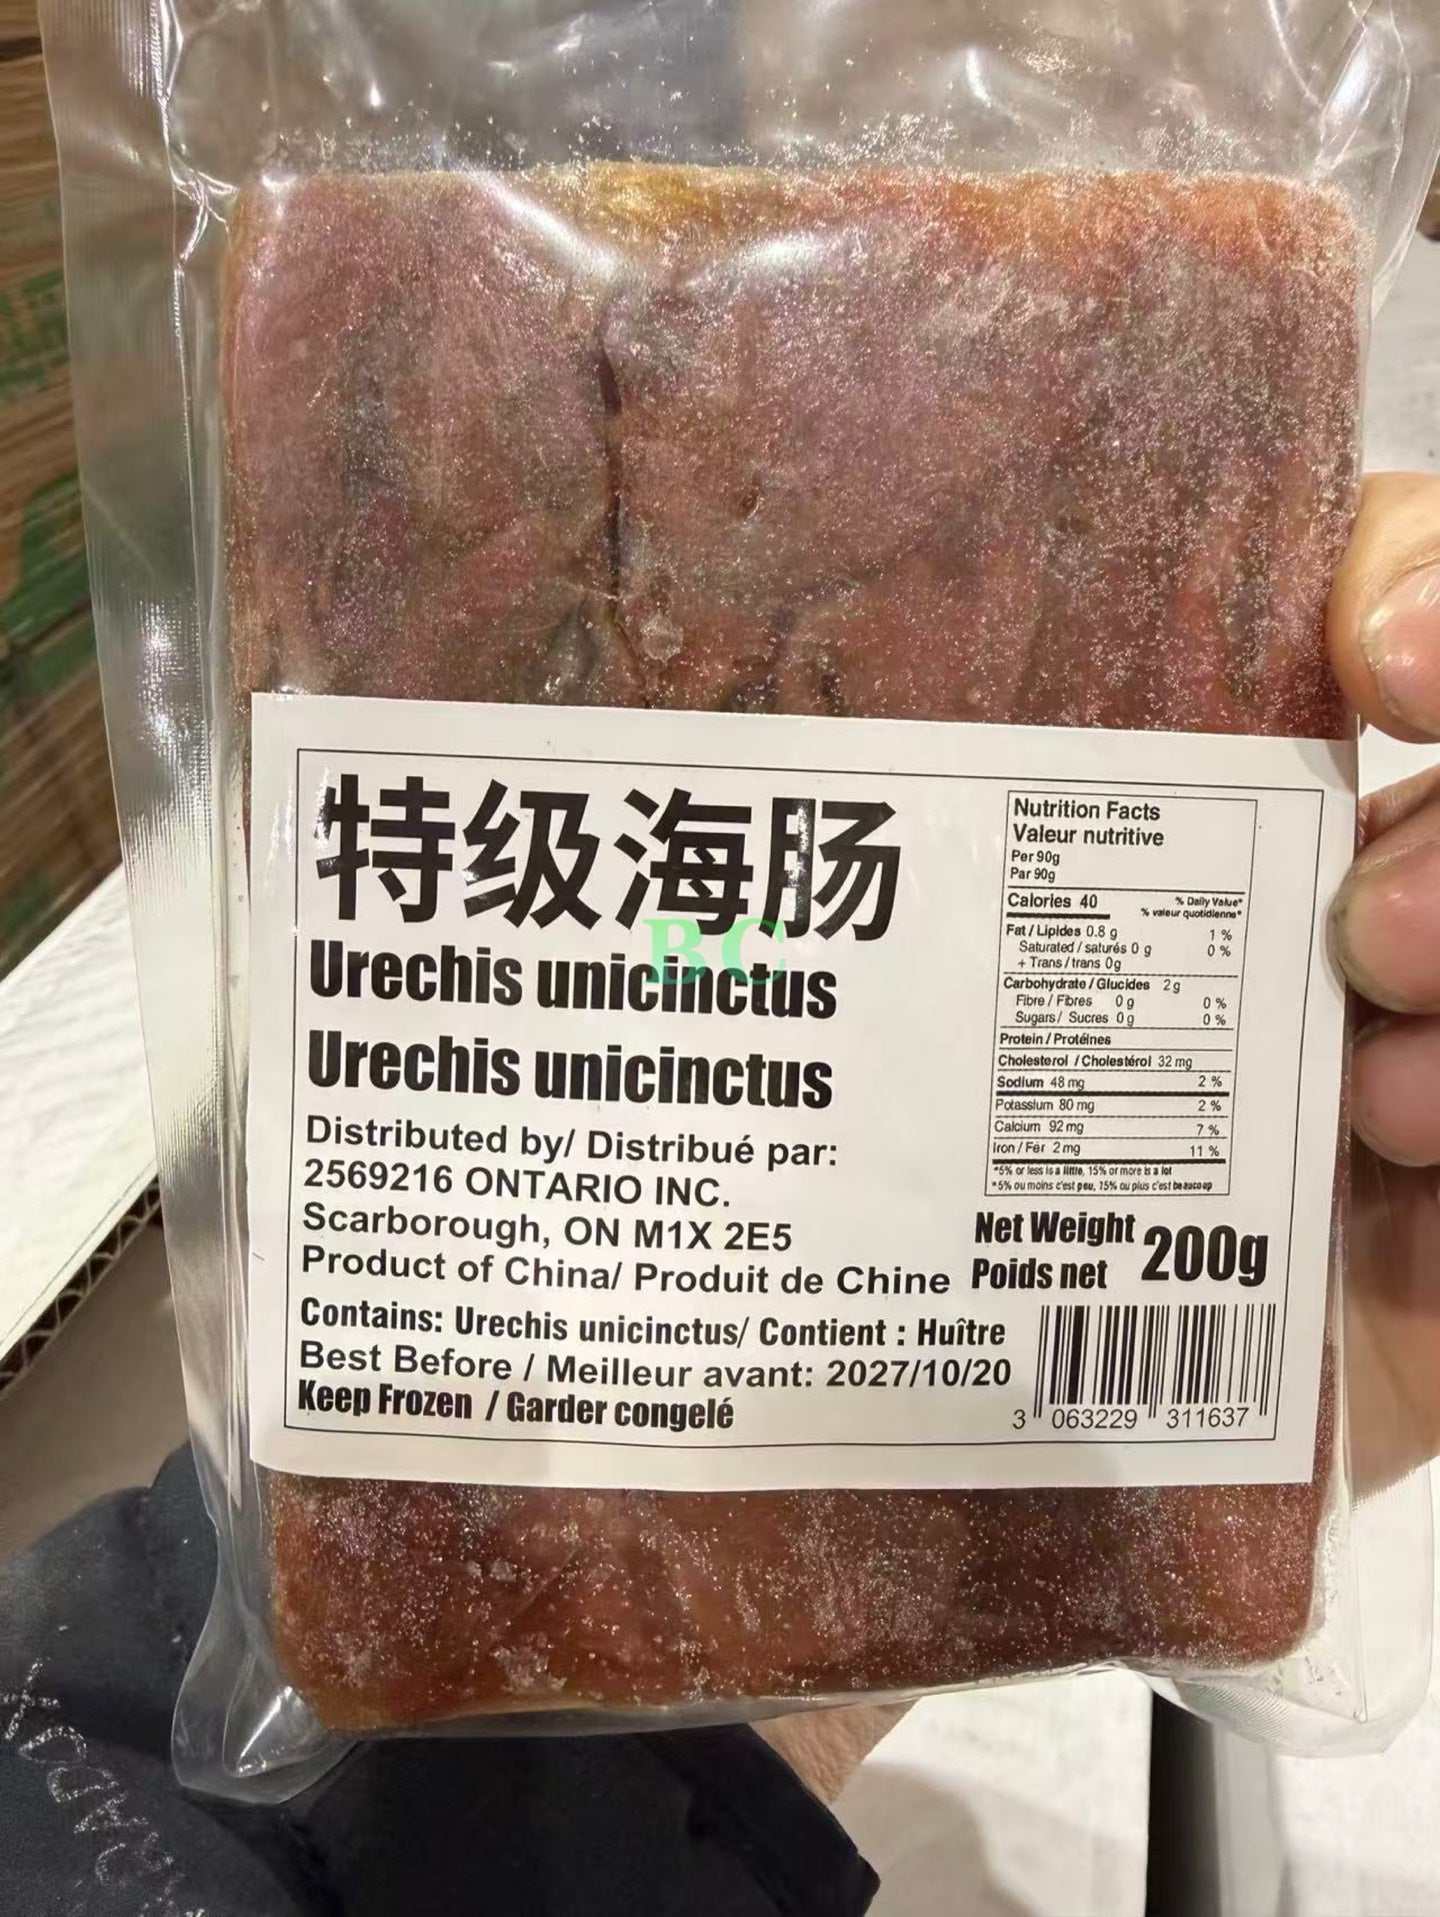 特级海肠
BC
Urechis unicinctus
Urechis unicinctus
Distributed by/ Distribué par:
2569216 ONTARIO INC.
Scarborough, ON M1X 2E5
Product of China/ Produit de Chine
Contains: Urechis unicinctus/ Contient : Huître
Best Before / Meilleur avant: 2027/10/20
Keep Frozen / Garder congelé
Nutrition Facts
Valeur nutritive
Per 90g
Par 90g
Calories 40
% Daily Value*
% valeur quotidienne*
Fat / Lipides 0.8 g 1 %
Saturated / saturés 0 g 0 %
+ Trans / trans 0g
Carbohydrate / Glucides 2 g
Fibre / Fibres 0 g 0 %
Sugars / Sucres 0 g 0 %
Protein / Protéines
Cholesterol / Cholestérol 32 mg
Sodium 48 mg 2 %
Potassium 80 mg 2 %
Calcium 92 mg 7 %
Iron / Fer 2 mg 11 %
*5% or less is a little, 15% or more is a lot
*5% ou moins c'est peu, 15% ou plus c'est beaucoup
Net Weight 200g
Poids net
3 063229 311637